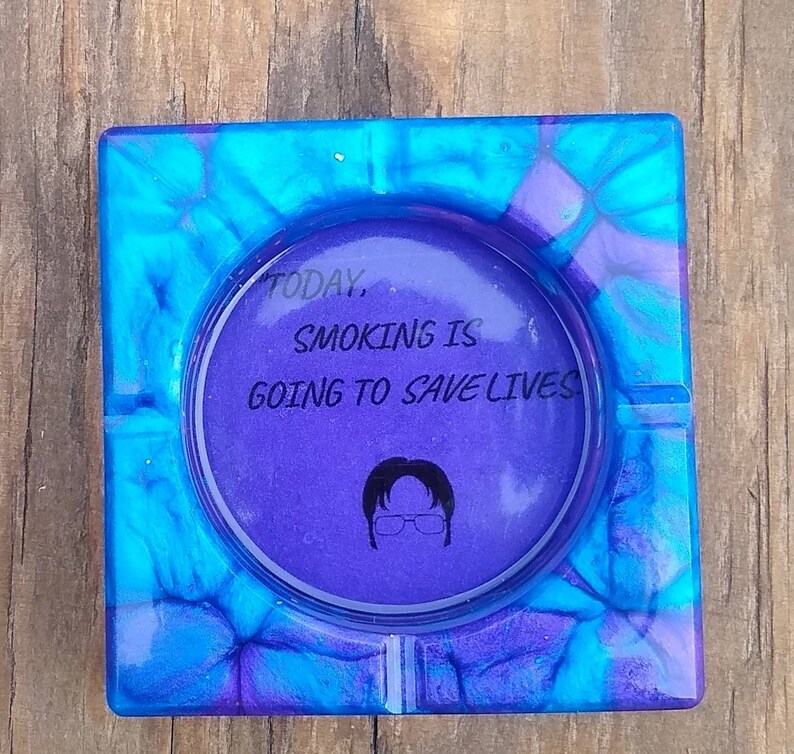 "TODAY,
SMOKING IS
GOING TO SAVE LIVES.